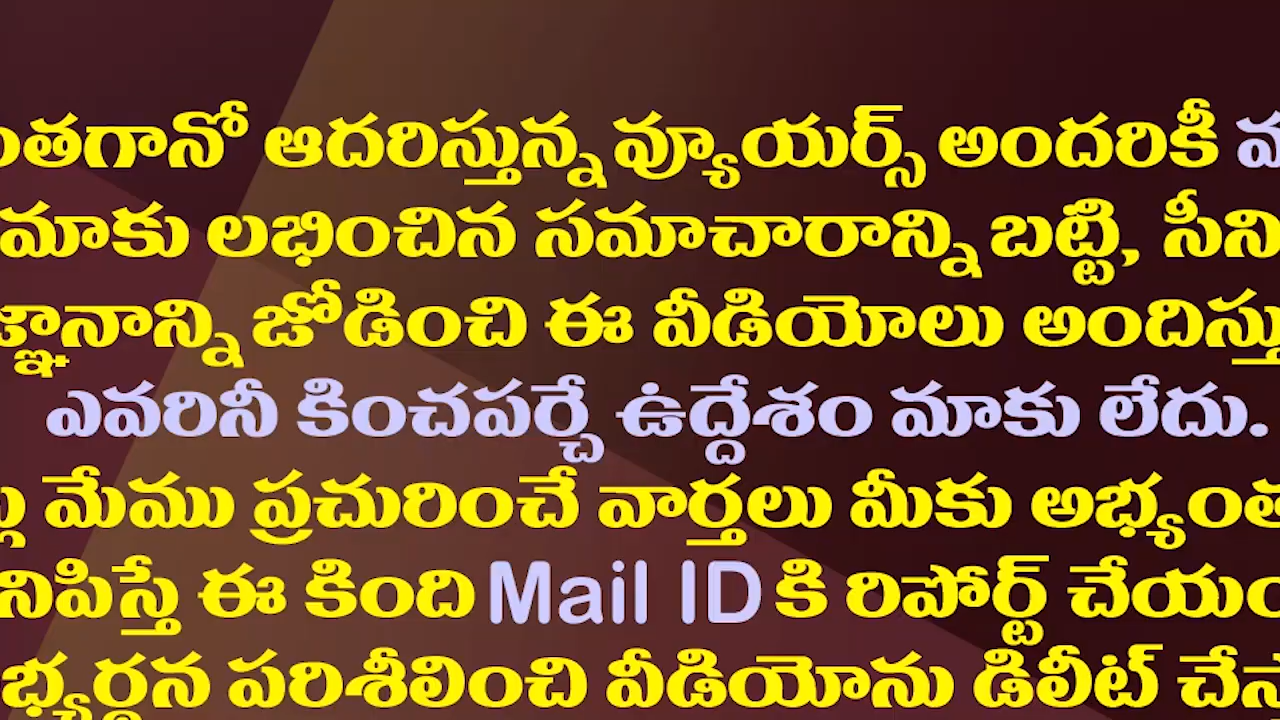 ఆదరిస్తున్న వ్యూయర్స్ అందరికీ
మాకు లభించిన సమాచారాన్ని బట్టి,
జోడించి ఈ వీడియోలు
ఎవరినీ కించపర్చే ఉద్దేశం మాకు లేదు.
మేము ప్రచురించే వార్తలు మీకు
ఈ కింది Mail ID కి రిపోర్ట్
పరిశీలించి వీడియోను డిలీట్